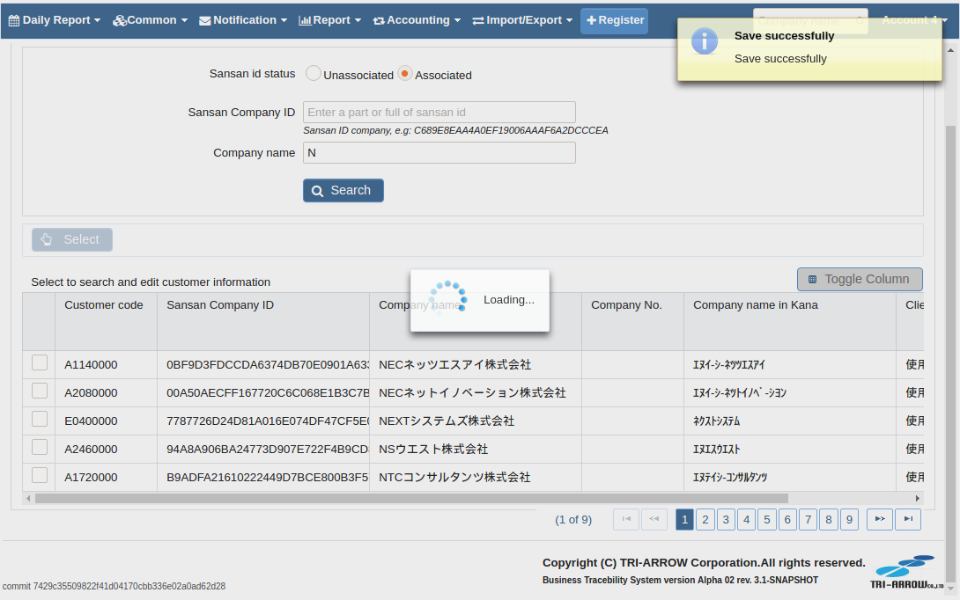 Daily Report Common Notification Report Accounting Import/Export Register Account 4
Save successfully
Save successfully
Sansan id status Unassociated Associated
Sansan Company ID Enter a part or full of sansan id
Sansan ID company, e.g: C689E8EAA4A0EF19006AAAF6A2DCCCEA
Company name N
Search
Select
Select to search and edit customer information
Toggle Column
Loading...
Customer code Sansan Company ID Company name Company No. Company name in Kana Clie
A1140000 0BF9D3FDCCDA6374DB70E0901A633 NECネッツエスアイ株式会社 ｴﾇｲ-ｼ-ﾈﾂﾂｴｽｱｲ 使用
A2080000 00A50AECFF167720C6C068E1B3C7B NECネットイノベーション株式会社 ｴﾇｲ-ｼ-ﾈﾂﾄｲﾉﾍﾞ-ｼﾖﾝ 使用
E0400000 7787726D24D81A016E074DF47CF5E0 NEXTシステムズ株式会社 ﾈｸｽﾄｼｽﾃﾑ 使用
A2460000 94A8A906BA24773D907E722F4B9CD NSウエスト株式会社 ｴﾇｴｽｳｴｽﾄ 使用
A1720000 B9ADFA21610222449D7BCE800B3F5 NTCコンサルタンツ株式会社 ｴﾇﾃｲｼ-ｺﾝｻﾙﾀﾝﾂ 使用
(1 of 9) 1 2 3 4 5 6 7 8 9
Copyright (C) TRI-ARROW Corporation.All rights reserved.
Business Tracebility System version Alpha 02 rev. 3.1-SNAPSHOT
TRI-ARROW CO.,LTD
commit 7429c35509822f41d04170cbb336e02a0ad62d28